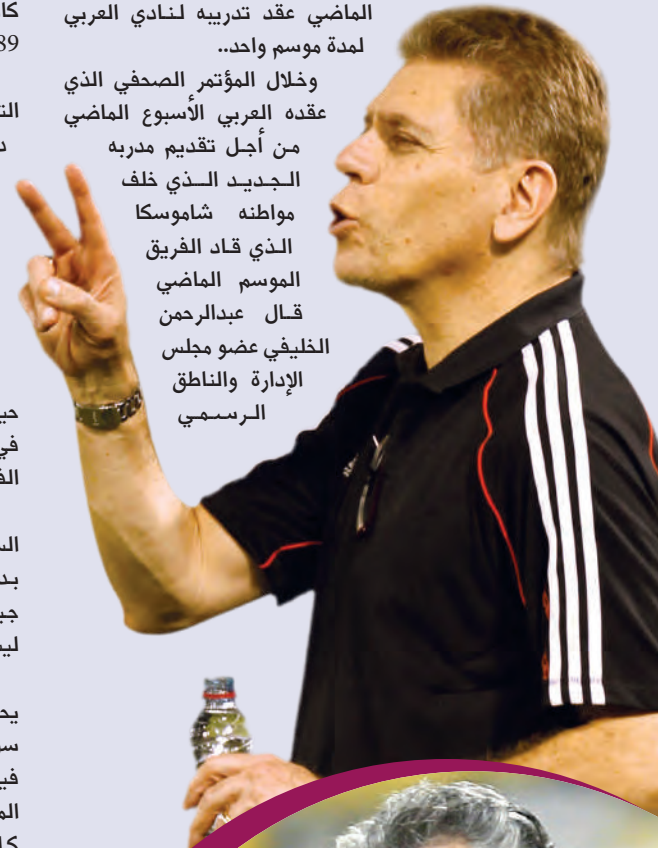 الماضي عقد تدريبه لنادي العربي
لمدة موسم واحد..
وخلال المؤتمر الصحفي الذي
عقده العربي الأسبوع الماضي
من أجل تقديم مدربه
الجديد الذي خلف
مواطنه شاموسكا
الذي قاد الفريق
الموسم الماضي
قال عبدالرحمن
الخليفي عضو مجلس
الإدارة والناطق
الرسمي
89
في